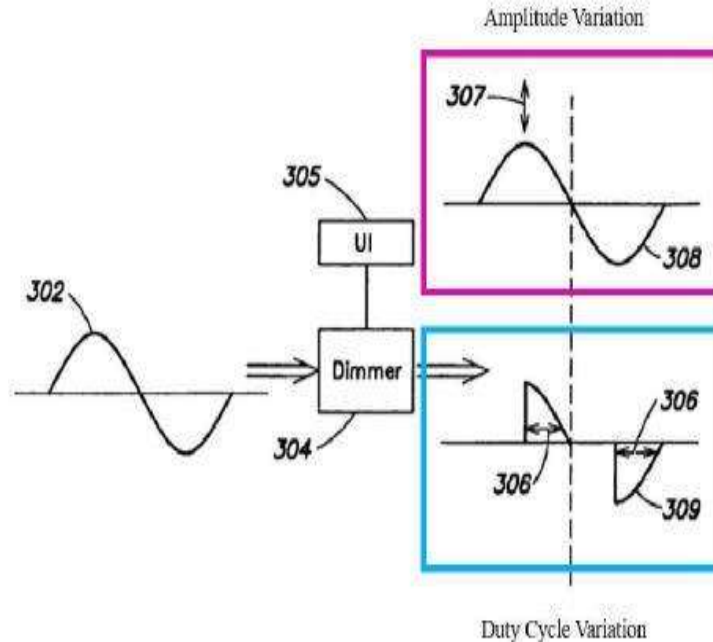 Amplitude Variation
307
305
UI
308
302
Dimmer
306
304
306
309
Duty Cycle Variation